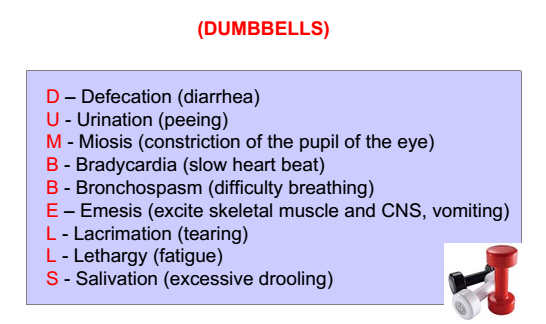 (DUMBBELLS)
D – Defecation (diarrhea)
U - Urination (peeing)
M - Miosis (constriction of the pupil of the eye)
B - Bradycardia (slow heart beat)
B - Bronchospasm (difficulty breathing)
E – Emesis (excite skeletal muscle and CNS, vomiting)
L - Lacrimation (tearing)
L - Lethargy (fatigue)
S - Salivation (excessive drooling)